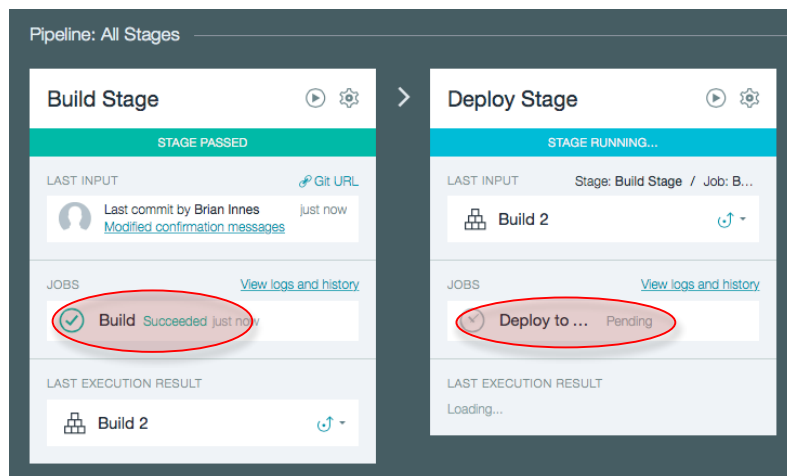 Pipeline: All Stages
Build Stage
STAGE PASSED
LAST INPUT Git URL
Last commit by Brian Innes just now
Modified confirmation messages
JOBS View logs and history
Build Succeeded just now
LAST EXECUTION RESULT
Build 2
Deploy Stage
STAGE RUNNING...
LAST INPUT Stage: Build Stage / Job: B...
Build 2
JOBS View logs and history
Deploy to ... Pending
LAST EXECUTION RESULT
Loading...